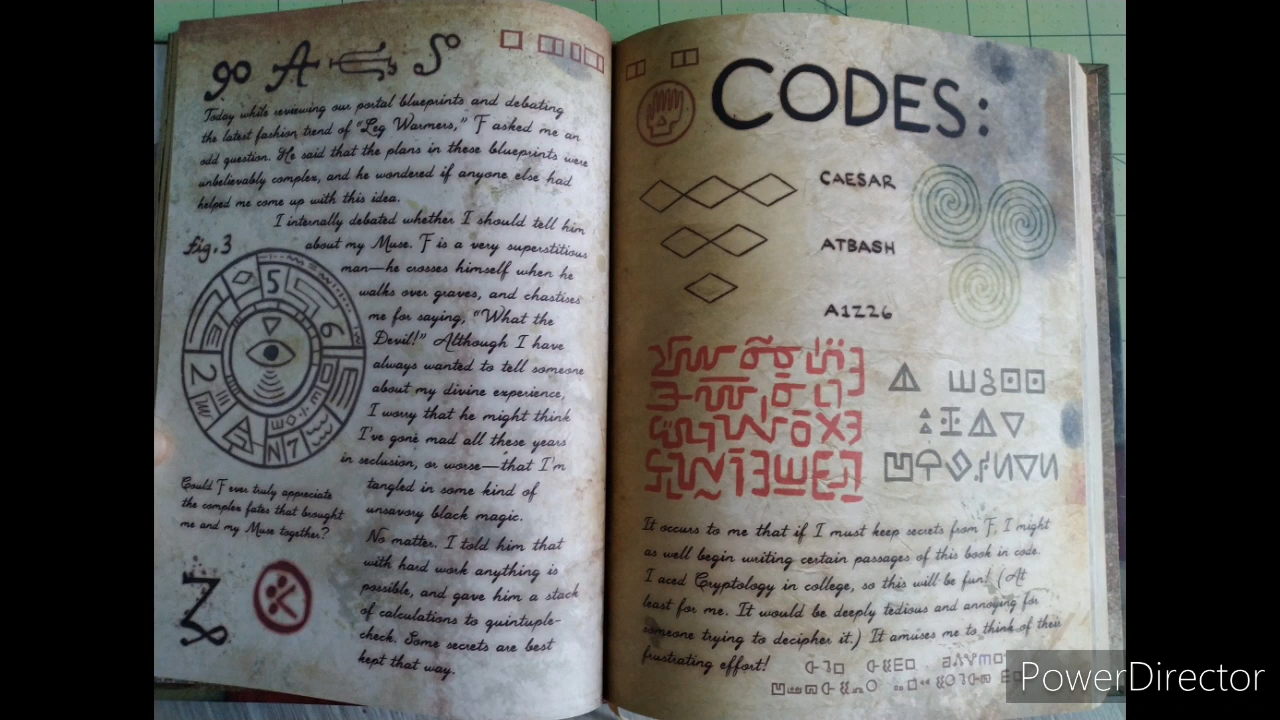 Today while reviewing our portal blueprints and debating
the latest fashion trend of "Leg Warmers," F asked me an
odd question. He said that the plans in these blueprints were
unbelievably complex, and he wondered if anyone else had
helped me come up with this idea.
I internally debated whether I should tell him
about my Muse. F is a very superstitious
man—he crosses himself when he
walks over graves, and chastises
me for saying, "What the
Devil!" Although I have
always wanted to tell someone
about my divine experience,
I worry that he might think
I've gone mad all these years
in seclusion, or worse—that I'm
tangled in some kind of
unsavory black magic.
No matter. I told him that
with hard work anything is
possible, and gave him a stack
of calculations to quintuple-
check. Some secrets are best
kept that way.
fig. 3
5
6
2
7
Could F ever truly appreciate
the complex fates that brought
me and my Muse together?
CODES:
CAESAR
ATBASH
A1Z26
It occurs to me that if I must keep secrets from F, I might
as well begin writing certain passages of this book in code.
I aced Cryptology in college, so this will be fun! (At
least for me. It would be deeply tedious and annoying for
someone trying to decipher it.) It amuses me to think of their
frustrating effort!
PowerDirector